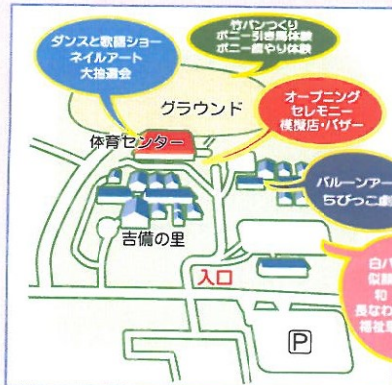 竹パンつくり
ポニー引き馬体験
ポニー餌やり体験
ダンスと歌謡ショー
ネイルアート
大抽選会
グラウンド
オープニング
セレモニー
模擬店・バザー
体育センター
バルーンアー
ちびっこ
吉備の里
入口
白バ
似顔
和
長なわ
福祉
P